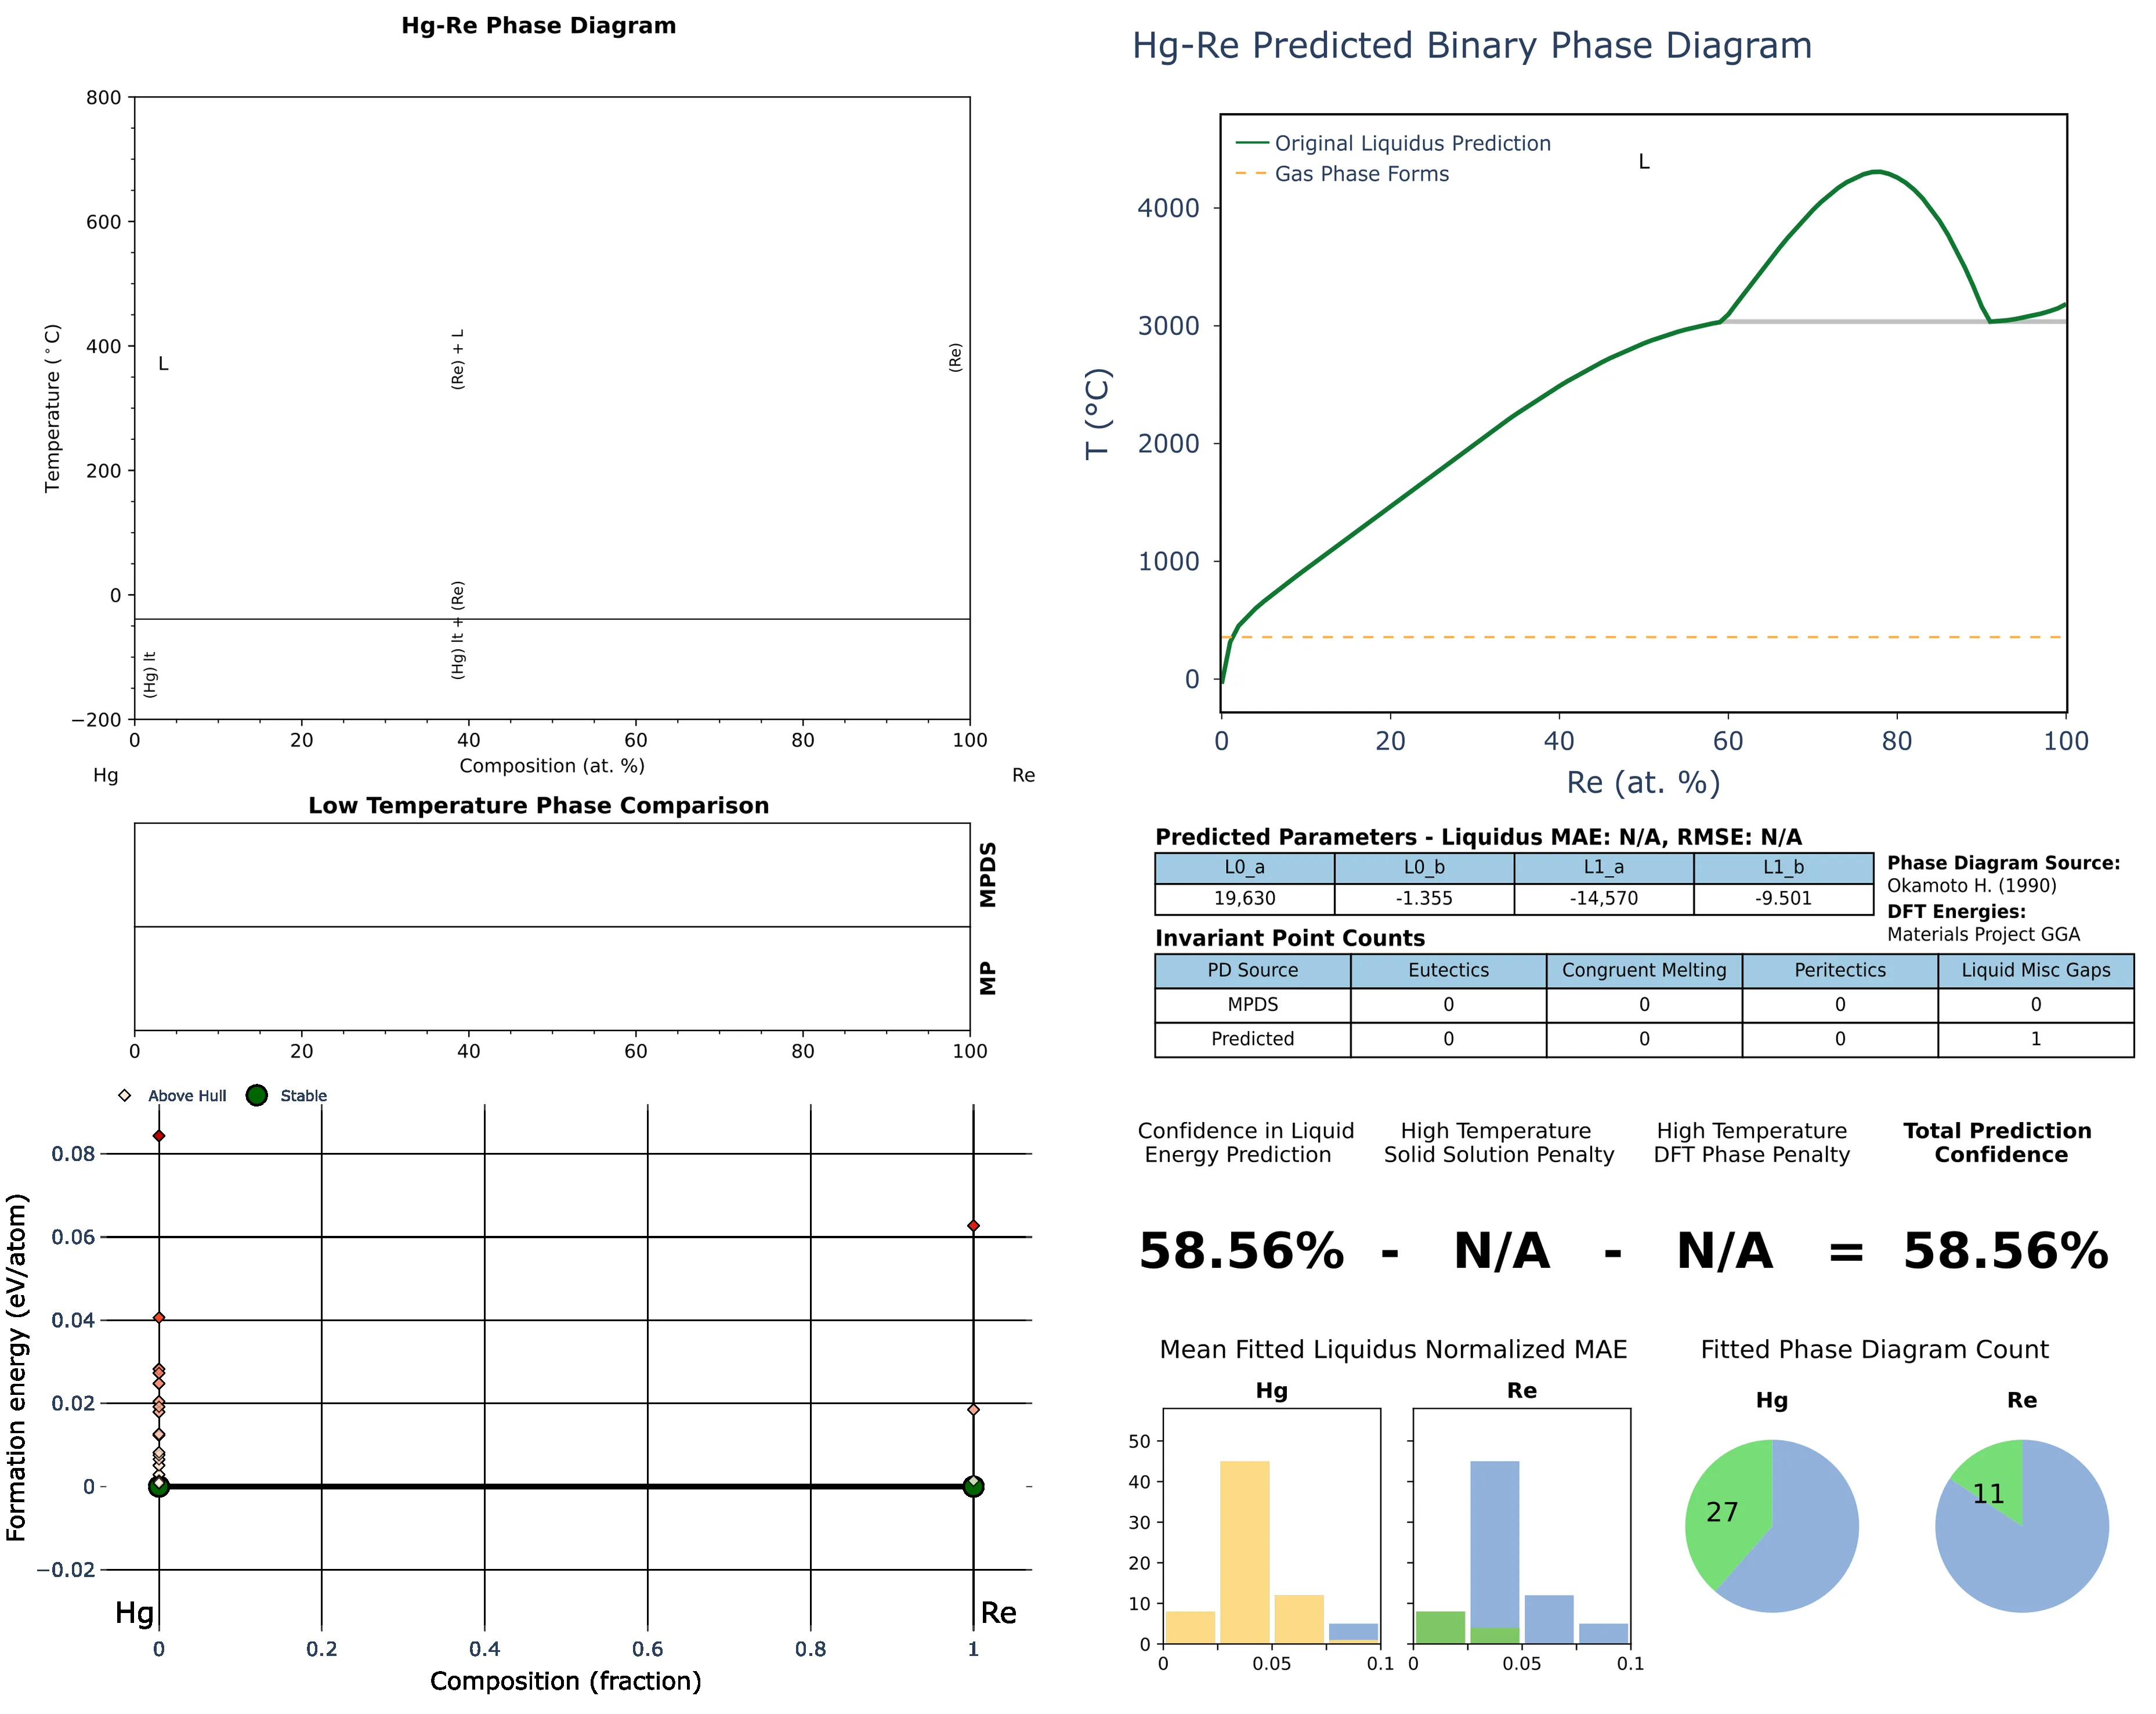 Hg-Re Phase Diagram
800
600
400
200
0
−200
Temperature (°C)
L
(Re) + L
(Re)
(Hg) lt + (Re)
(Hg) lt
0 20 40 60 80 100
Composition (at. %)
Hg Re
Low Temperature Phase Comparison
MPDS
MP
0 20 40 60 80 100
Above Hull Stable
0.08
0.06
0.04
0.02
0
−0.02
Formation energy (eV/atom)
Hg Re
0 0.2 0.4 0.6 0.8 1
Composition (fraction)
Hg-Re Predicted Binary Phase Diagram
Original Liquidus Prediction
Gas Phase Forms
L
4000
3000
2000
1000
0
T (°C)
0 20 40 60 80 100
Re (at. %)
Predicted Parameters - Liquidus MAE: N/A, RMSE: N/A
L0_a L0_b L1_a L1_b
19,630 -1.355 -14,570 -9.501
Phase Diagram Source:
Okamoto H. (1990)
DFT Energies:
Materials Project GGA
Invariant Point Counts
PD Source Eutectics Congruent Melting Peritectics Liquid Misc Gaps
MPDS 0 0 0 0
Predicted 0 0 0 1
Confidence in Liquid
Energy Prediction
High Temperature
Solid Solution Penalty
High Temperature
DFT Phase Penalty
Total Prediction
Confidence
58.56% - N/A - N/A = 58.56%
Mean Fitted Liquidus Normalized MAE
Hg Re
50
40
30
20
10
0
0 0.05 0.1 0 0.05 0.1
Fitted Phase Diagram Count
Hg Re
27 11